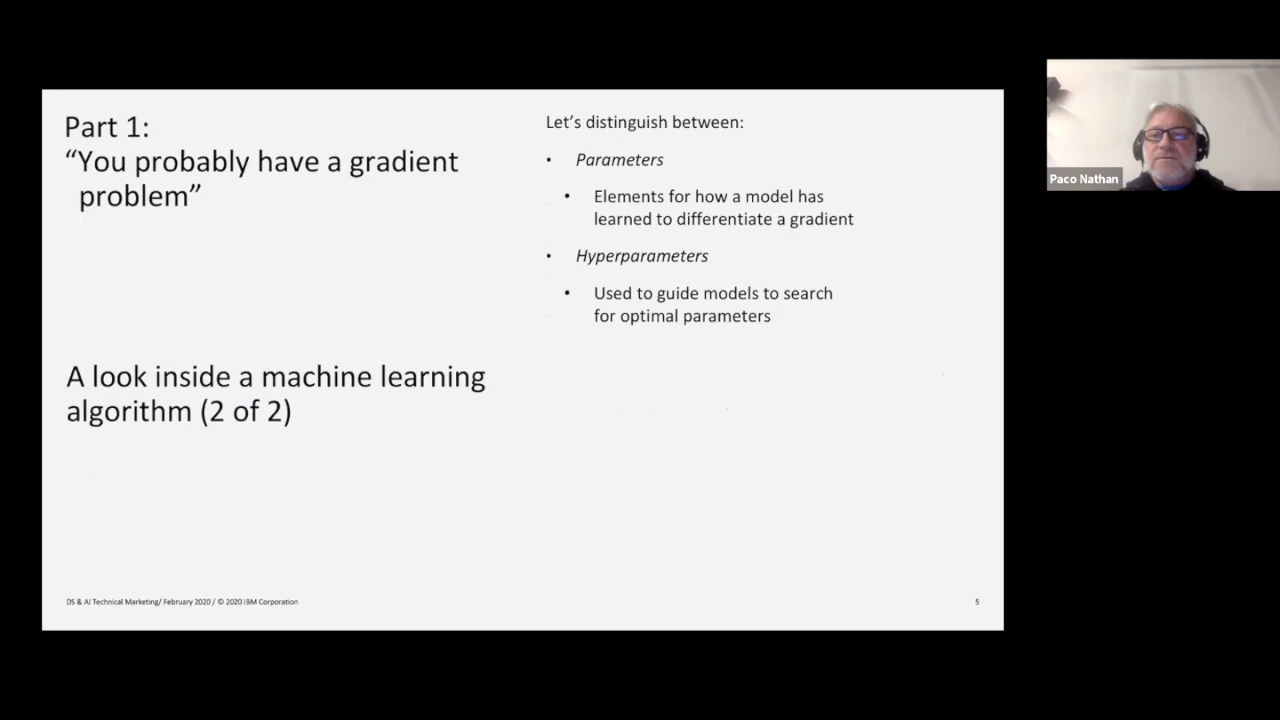 Part 1:
“You probably have a gradient
problem”
A look inside a machine learning
algorithm (2 of 2)
Let’s distinguish between:
• Parameters
• Elements for how a model has
learned to differentiate a gradient
• Hyperparameters
• Used to guide models to search
for optimal parameters
DS & AI Technical Marketing/ February 2020 / © 2020 IBM Corporation
5
Paco Nathan